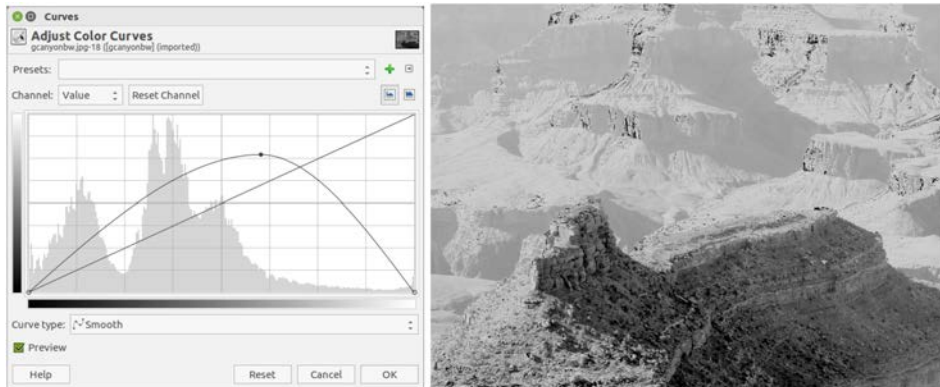 Curves
Adjust Color Curves
gcanyonbw.jpg-18 ([gcanyonbw] (imported))
Presets:
Channel: Value Reset Channel
Curve type: Smooth
Preview
Help Reset Cancel OK